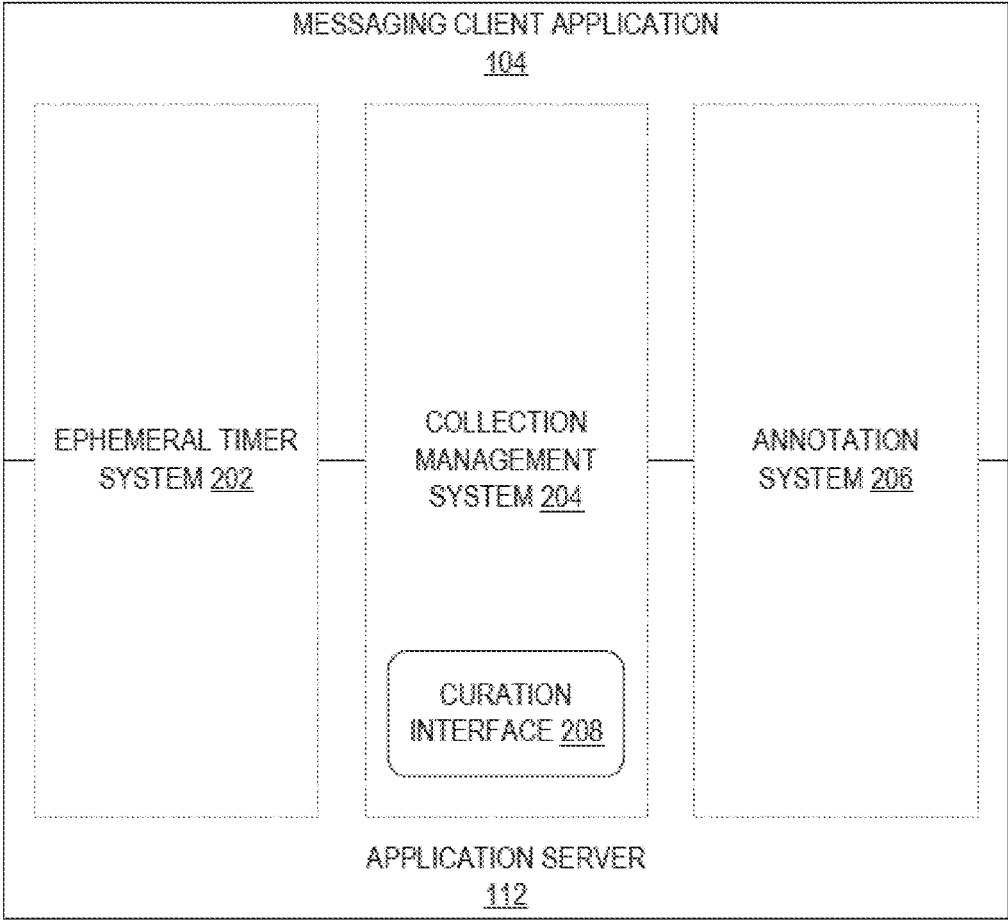 MESSAGING CLIENT APPLICATION
104
EPHEMERAL TIMER
SYSTEM 202
COLLECTION
MANAGEMENT
SYSTEM 204
ANNOTATION
SYSTEM 206
CURATION
INTERFACE 208
APPLICATION SERVER
112